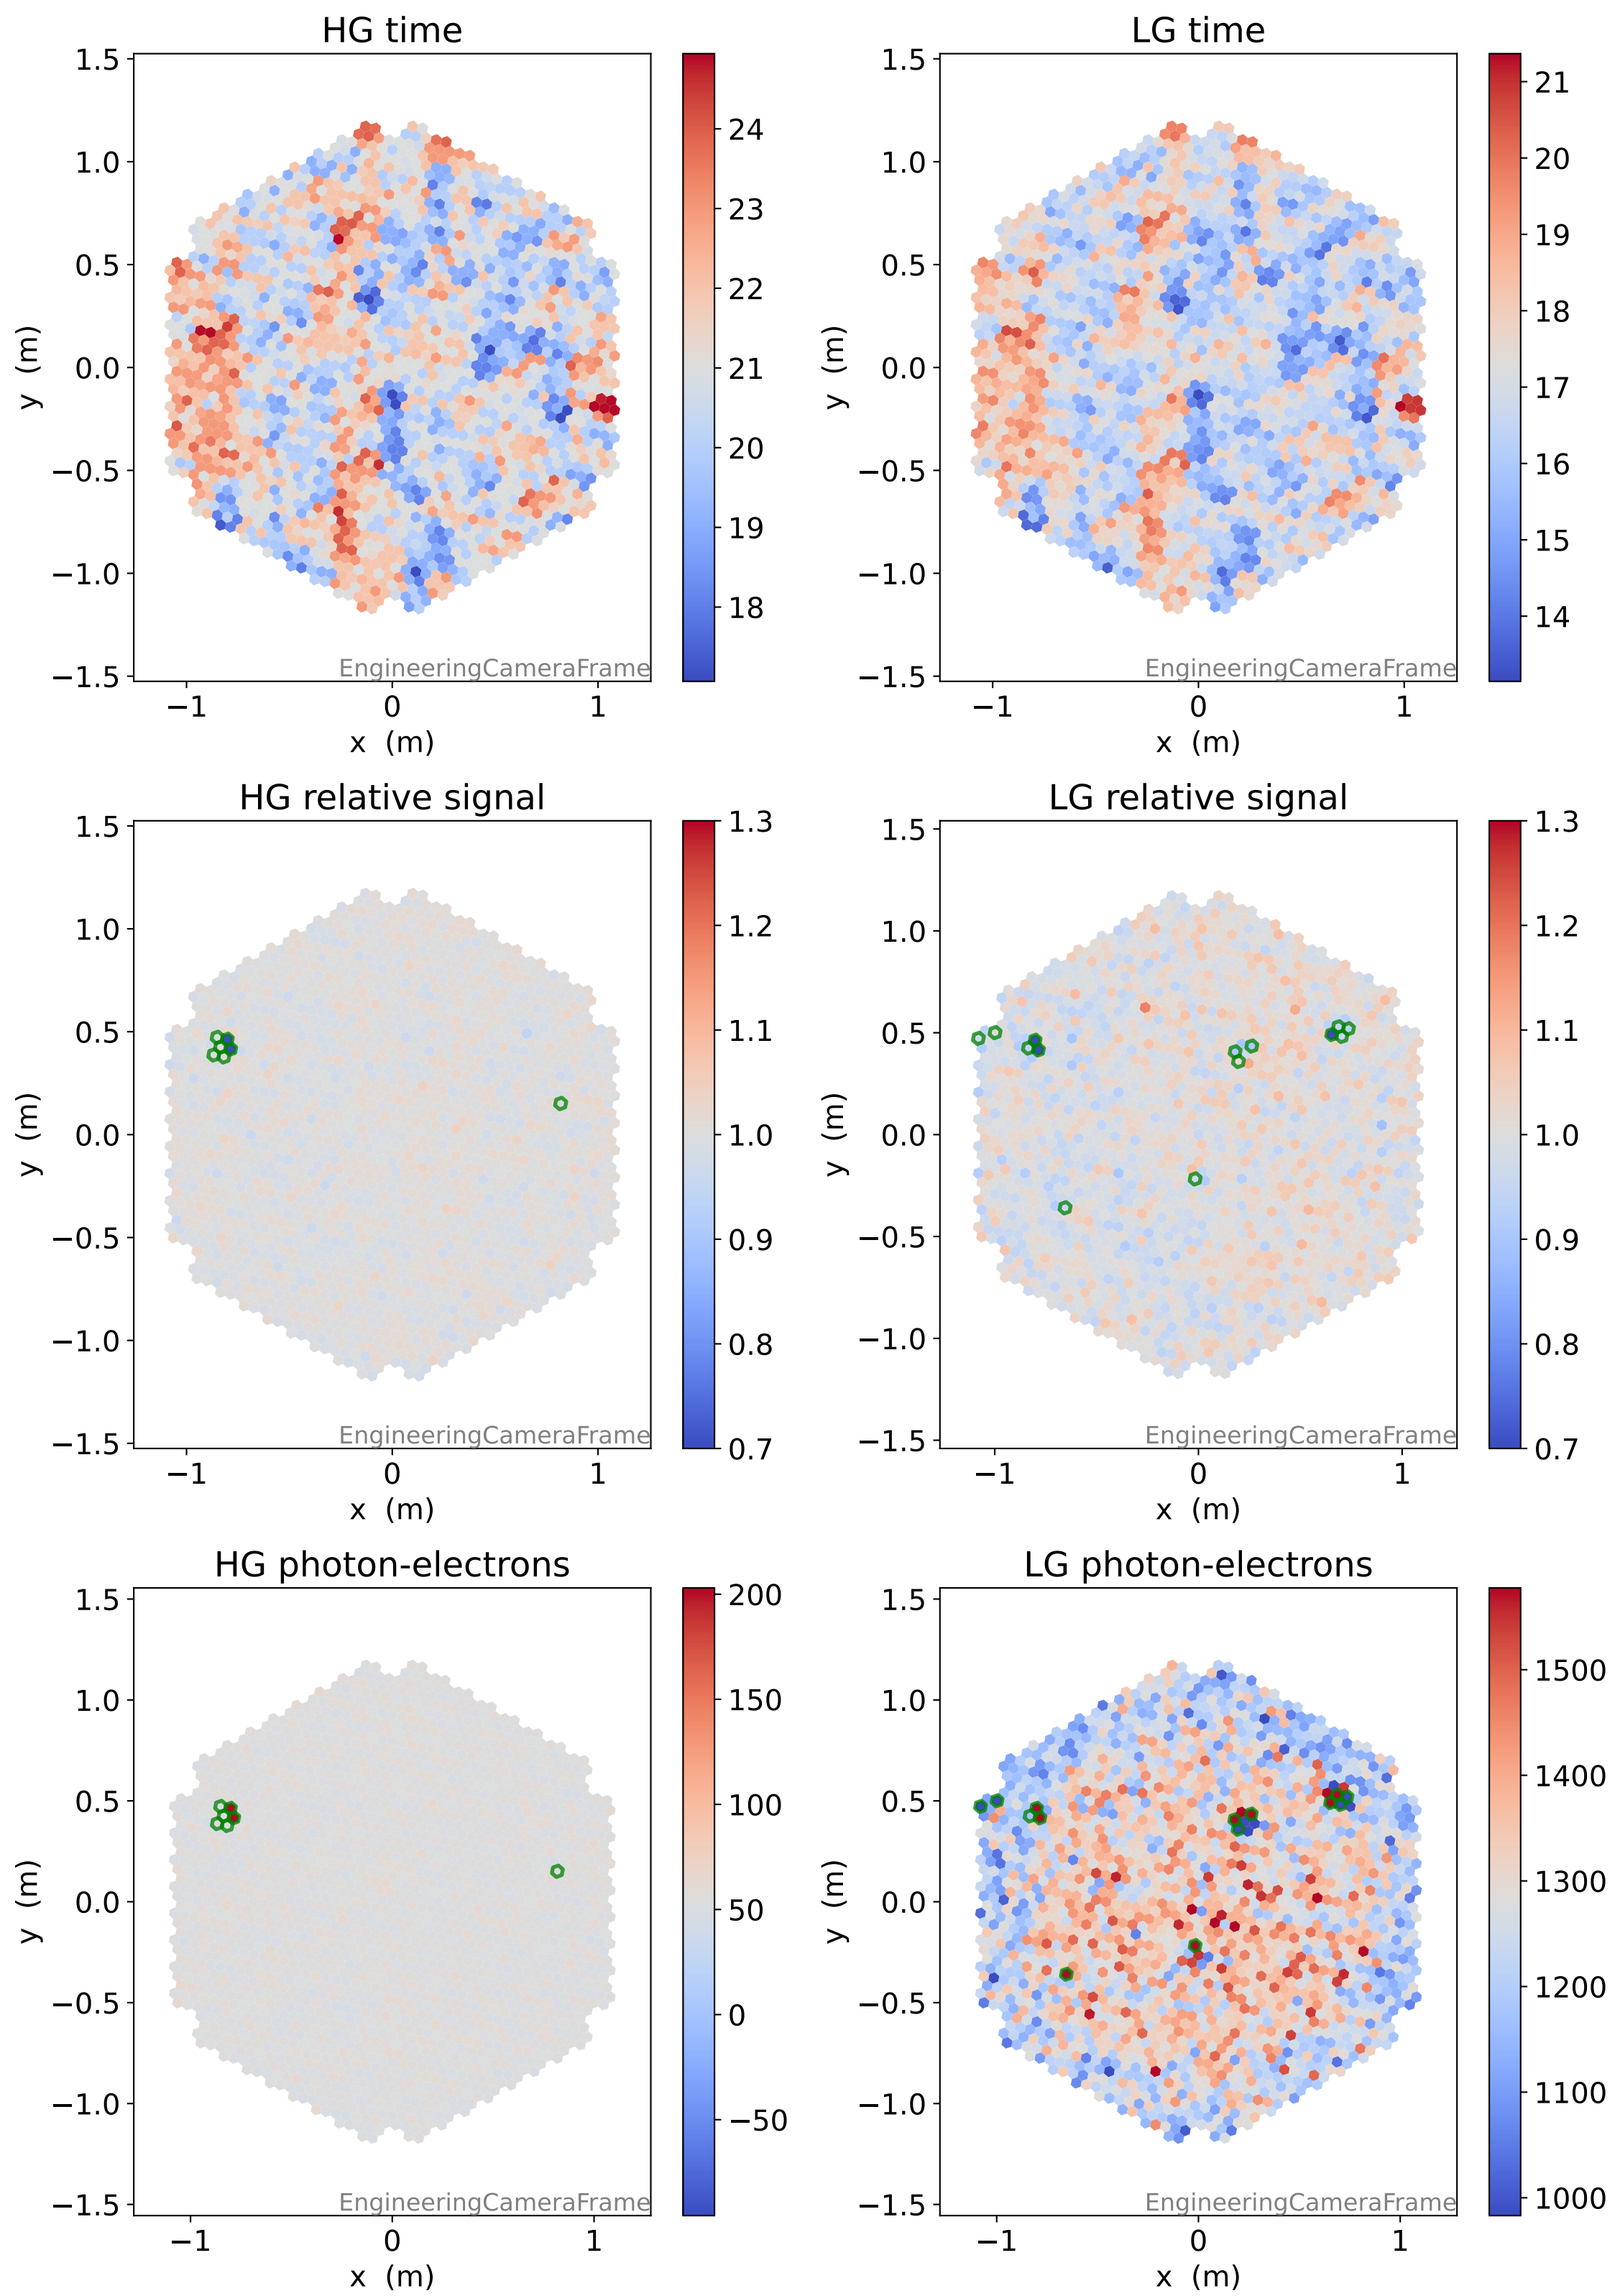 HG time
1.5
1.0
0.5
0.0
−0.5
−1.0
−1.5
y (m)
−1 0 1
x (m)
EngineeringCameraFrame
24
23
22
21
20
19
18
LG time
1.5
1.0
0.5
0.0
−0.5
−1.0
−1.5
y (m)
−1 0 1
x (m)
EngineeringCameraFrame
21
20
19
18
17
16
15
14
HG relative signal
1.5
1.0
0.5
0.0
−0.5
−1.0
−1.5
y (m)
−1 0 1
x (m)
EngineeringCameraFrame
1.3
1.2
1.1
1.0
0.9
0.8
0.7
LG relative signal
1.5
1.0
0.5
0.0
−0.5
−1.0
−1.5
y (m)
−1 0 1
x (m)
EngineeringCameraFrame
1.3
1.2
1.1
1.0
0.9
0.8
0.7
HG photon-electrons
1.5
1.0
0.5
0.0
−0.5
−1.0
−1.5
y (m)
−1 0 1
x (m)
EngineeringCameraFrame
200
150
100
50
0
−50
LG photon-electrons
1.5
1.0
0.5
0.0
−0.5
−1.0
−1.5
y (m)
−1 0 1
x (m)
EngineeringCameraFrame
1500
1400
1300
1200
1100
1000